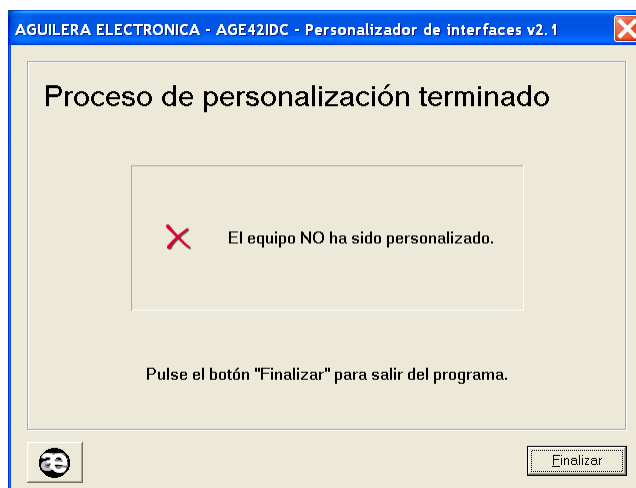 AGUILERA ELECTRONICA - AGE42IDC - Personalizador de interfaces v2.1
Proceso de personalización terminado
El equipo NO ha sido personalizado.
Pulse el botón "Finalizar" para salir del programa.
æ
Finalizar